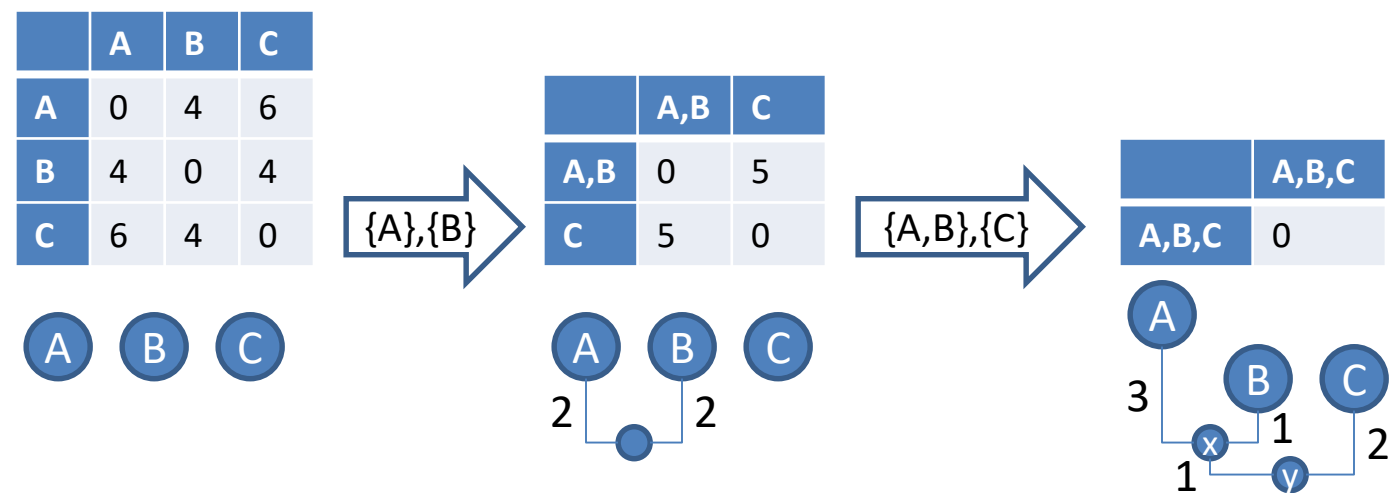 A B C
A 0 4 6
B 4 0 4
C 6 4 0
A B C
{A},{B}
A,B C
A,B 0 5
C 5 0
A B C
2 2
{A,B},{C}
A,B,C
A,B,C 0
A
B C
3
1
x 2
1 y